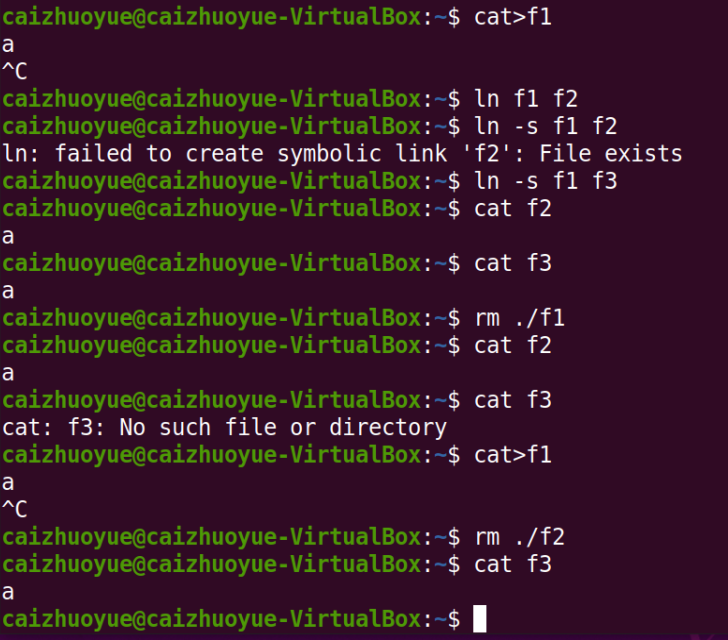 caizhuoyue@caizhuoyue-VirtualBox:~$ cat>f1
a
^C
caizhuoyue@caizhuoyue-VirtualBox:~$ ln f1 f2
caizhuoyue@caizhuoyue-VirtualBox:~$ ln -s f1 f2
ln: failed to create symbolic link 'f2': File exists
caizhuoyue@caizhuoyue-VirtualBox:~$ ln -s f1 f3
caizhuoyue@caizhuoyue-VirtualBox:~$ cat f2
a
caizhuoyue@caizhuoyue-VirtualBox:~$ cat f3
a
caizhuoyue@caizhuoyue-VirtualBox:~$ rm ./f1
caizhuoyue@caizhuoyue-VirtualBox:~$ cat f2
a
caizhuoyue@caizhuoyue-VirtualBox:~$ cat f3
cat: f3: No such file or directory
caizhuoyue@caizhuoyue-VirtualBox:~$ cat>f1
a
^C
caizhuoyue@caizhuoyue-VirtualBox:~$ rm ./f2
caizhuoyue@caizhuoyue-VirtualBox:~$ cat f3
a
caizhuoyue@caizhuoyue-VirtualBox:~$